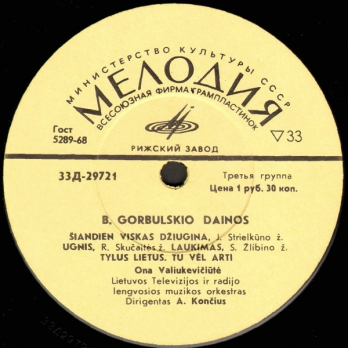 МИНИСТЕРСТВО КУЛЬТУРЫ СССР
МЕЛОДИЯ
ВСЕСОЮЗНАЯ ФИРМА ГРАМПЛАСТИНОК
Гост
5289-68
▽33
РИЖСКИЙ ЗАВОД
33Д-29721
Третья группа
Цена 1 руб. 30 коп.
B. GORBULSKIO DAINOS
ŠIANDIEN VISKAS DŽIUGINA, J. Strielkūno ž.
UGNIS, R. Skučaitės ž. LAUKIMAS, S. Žlibino ž.
TYLUS LIETUS. TU VĖL ARTI
Ona Valiukevičiūtė
Lietuvos Televizijos ir radijo
lengvosios muzikos orkestras
Dirigentas A. Končius